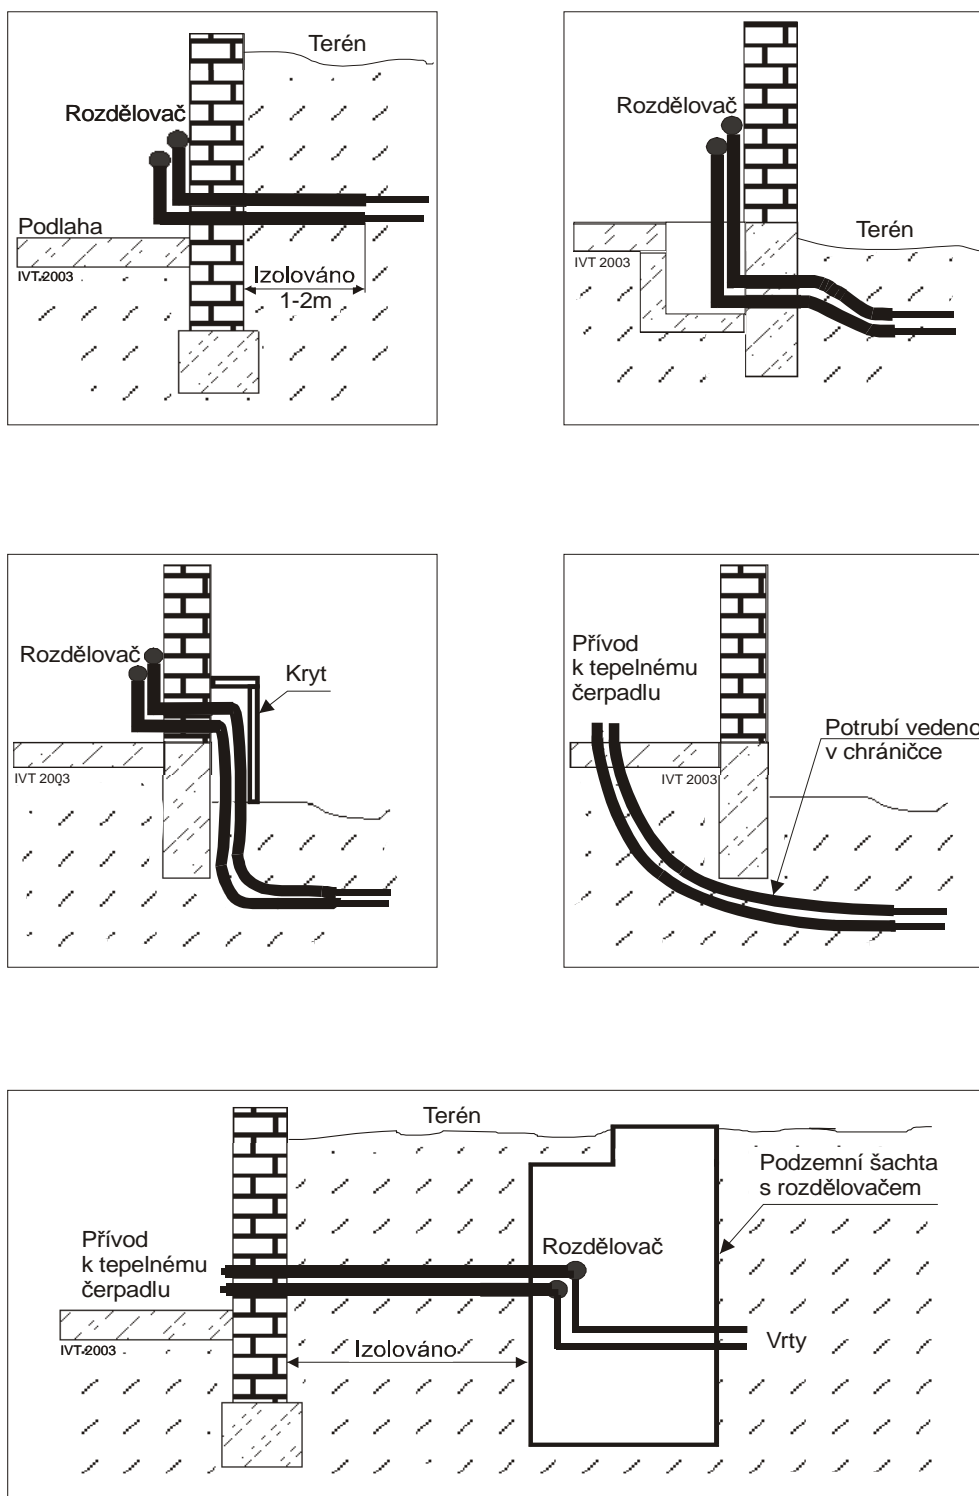 Terén
Rozdělovač
Podlaha
IVT 2003
Izolováno
1-2m
Rozdělovač
Terén
IVT 2003
Rozdělovač
Kryt
IVT 2003
Přívod
k tepelnému
čerpadlu
Potrubí vedeno
v chráničce
IVT 2003
Terén
Podzemní šachta
s rozdělovačem
Přívod
k tepelnému
čerpadlu
Rozdělovač
IVT 2003
Izolováno
Vrty